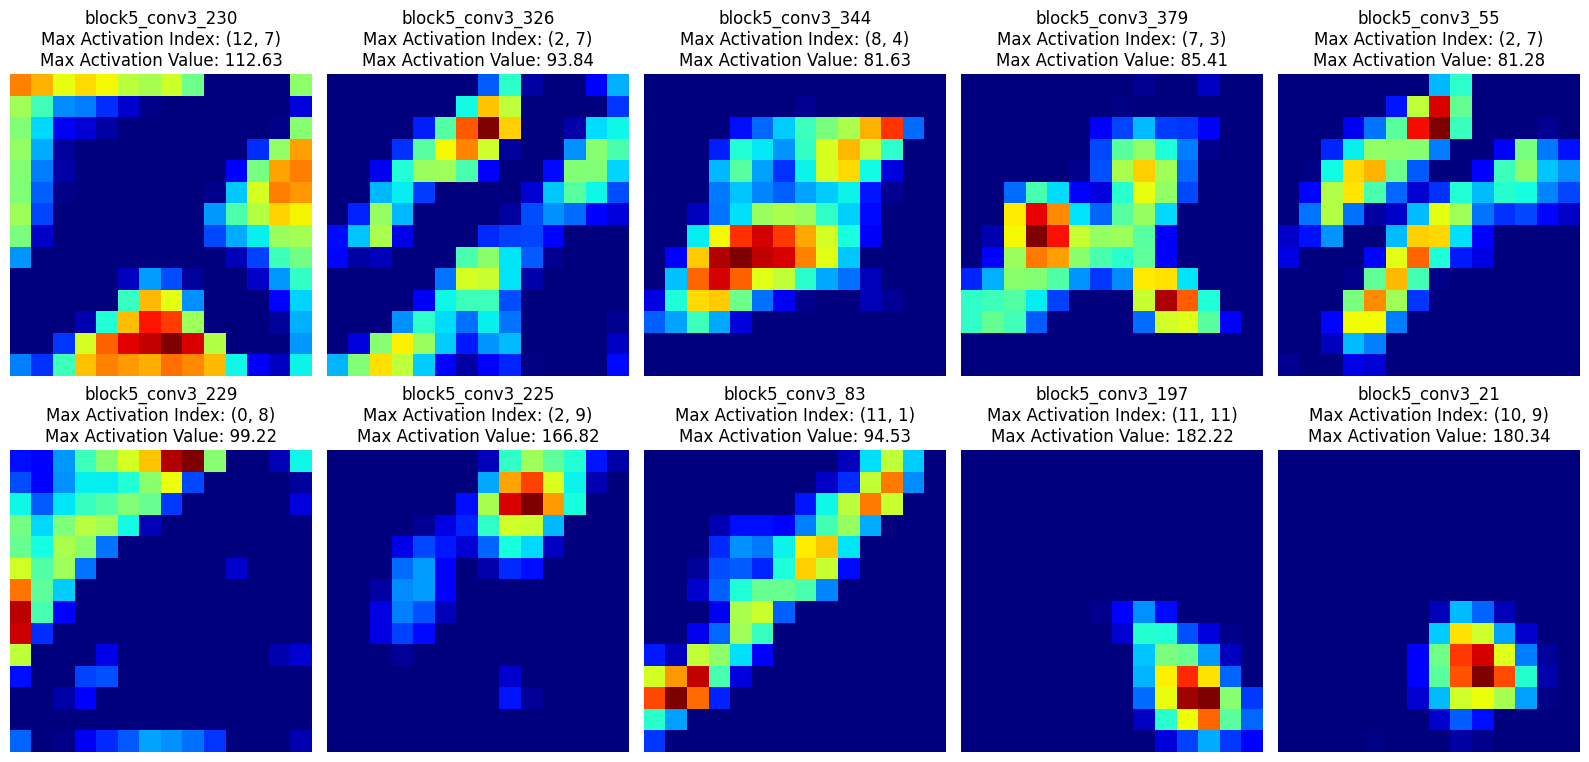 block5_conv3_230
Max Activation Index: (12, 7)
Max Activation Value: 112.63
block5_conv3_326
Max Activation Index: (2, 7)
Max Activation Value: 93.84
block5_conv3_344
Max Activation Index: (8, 4)
Max Activation Value: 81.63
block5_conv3_379
Max Activation Index: (7, 3)
Max Activation Value: 85.41
block5_conv3_55
Max Activation Index: (2, 7)
Max Activation Value: 81.28
block5_conv3_229
Max Activation Index: (0, 8)
Max Activation Value: 99.22
block5_conv3_225
Max Activation Index: (2, 9)
Max Activation Value: 166.82
block5_conv3_83
Max Activation Index: (11, 1)
Max Activation Value: 94.53
block5_conv3_197
Max Activation Index: (11, 11)
Max Activation Value: 182.22
block5_conv3_21
Max Activation Index: (10, 9)
Max Activation Value: 180.34